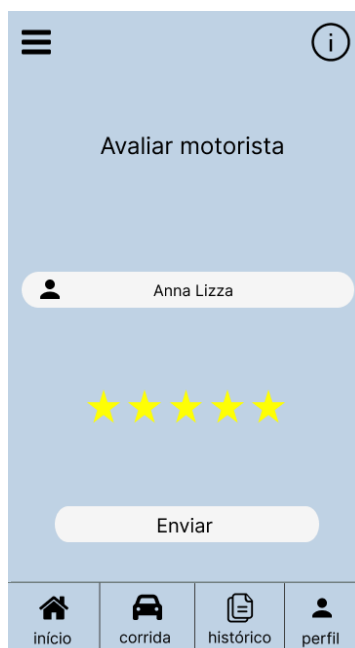 i
Avaliar motorista
Anna Lizza
Enviar
início corrida histórico perfil